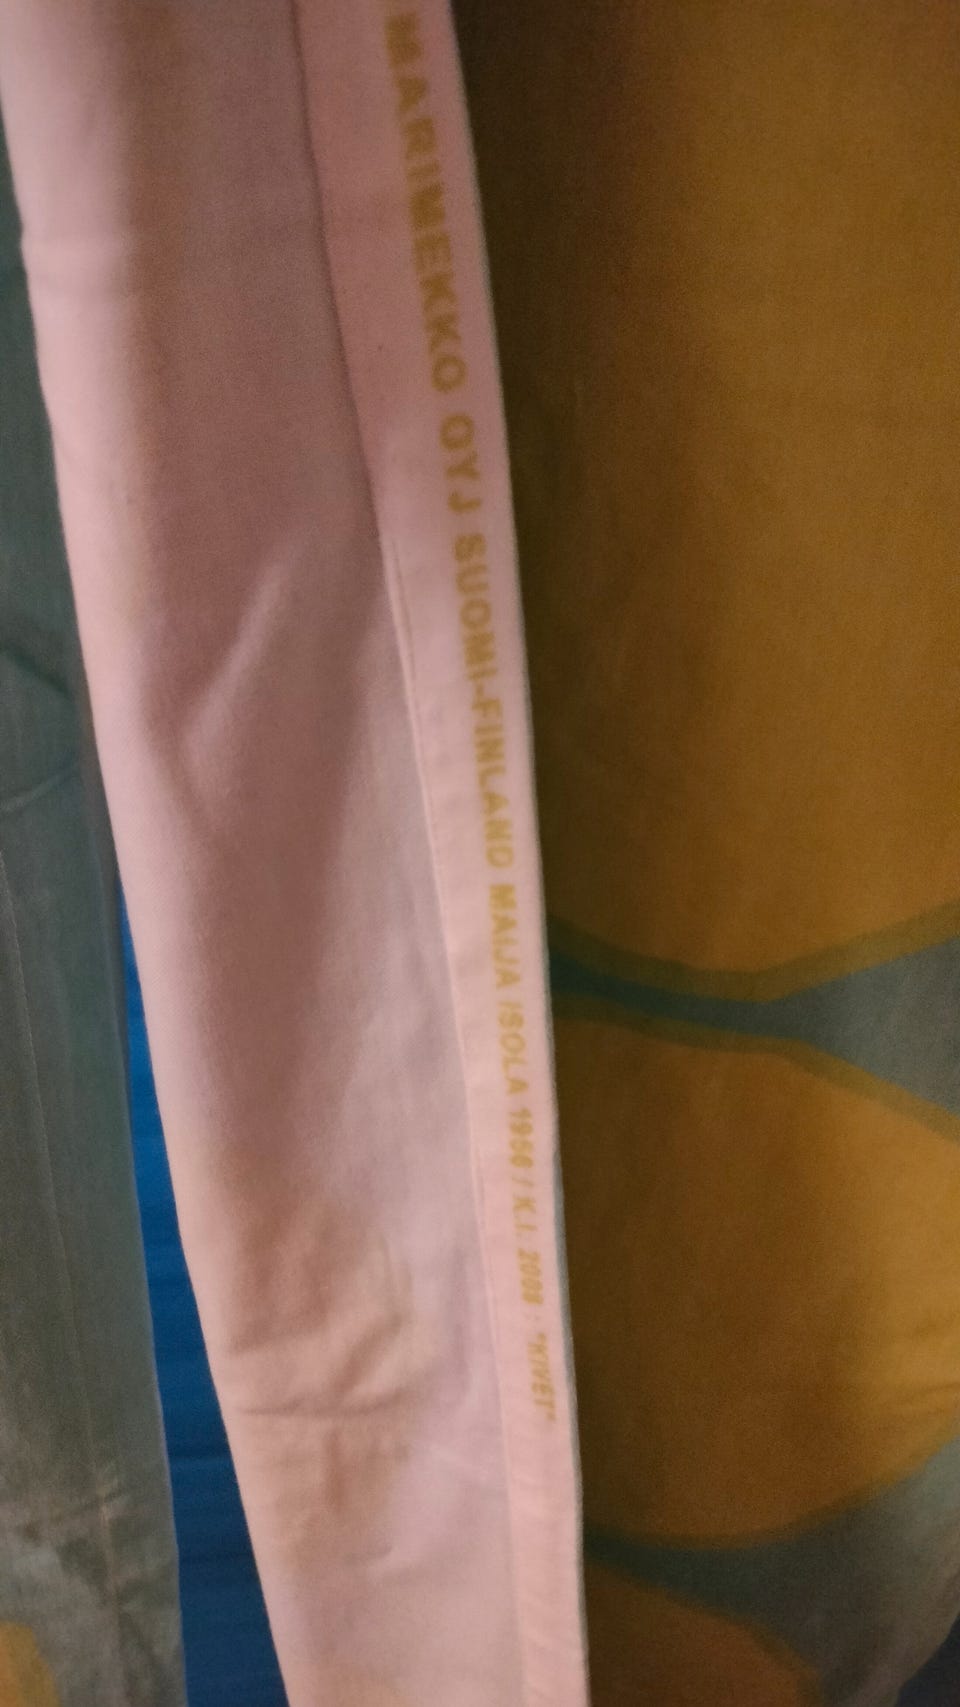 MARIMEKKO OYJ SUOMI-FINLAND MAIJA ISOLA 1956 / K.I. 2008 : "KIVET"